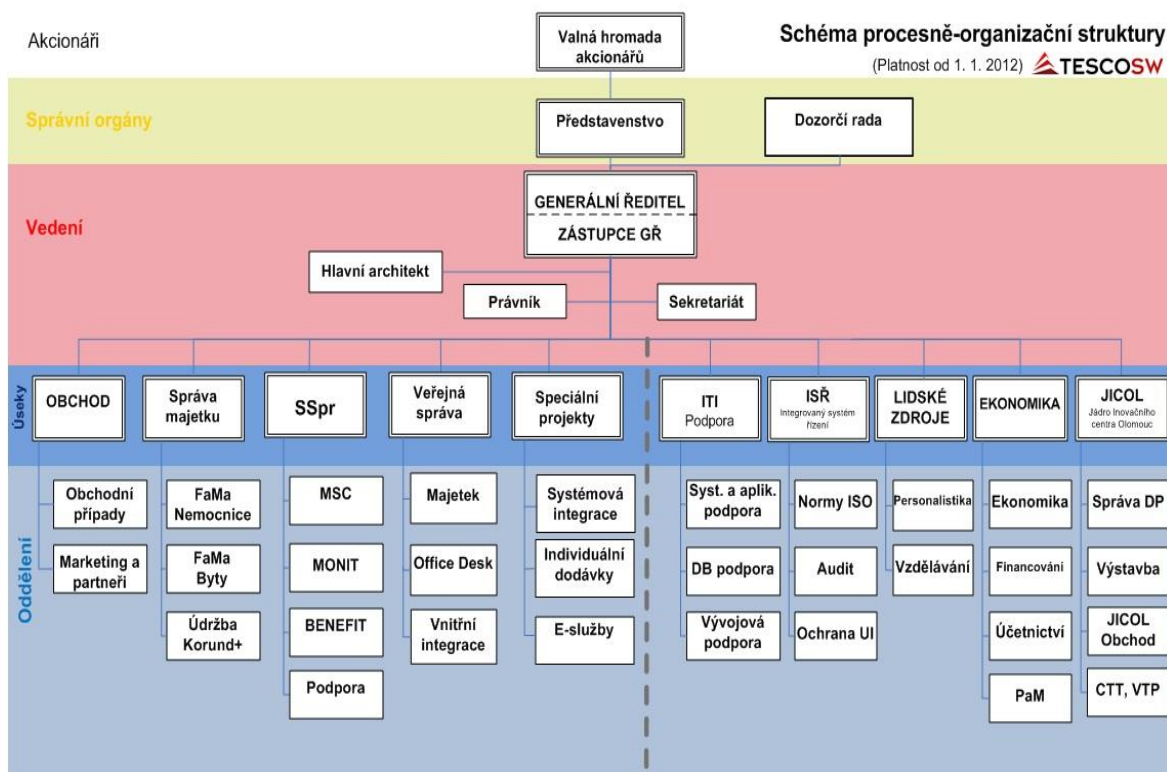 Akcionáři
Valná hromada
akcionářů
Schéma procesně-organizační struktury
(Platnost od 1. 1. 2012) TESCOSW
Správní orgány
Představenstvo
Dozorčí rada
Vedení
GENERÁLNÍ ŘEDITEL
ZÁSTUPCE GŘ
Hlavní architekt
Právník
Sekretariát
Úseky
OBCHOD
Správa
majetku
SSpr
Veřejná
správa
Speciální
projekty
ITI
Podpora
ISŘ
Integrovaný systém
řízení
LIDSKÉ
ZDROJE
EKONOMIKA
JICOL
Jádro Inovačního
centra Olomouc
Oddělení
Obchodní
případy
Marketing a
partneři
FaMa
Nemocnice
FaMa
Byty
Údržba
Korund+
MSC
MONIT
BENEFIT
Podpora
Majetek
Office Desk
Vnitřní
integrace
Systémová
integrace
Individuální
dodávky
E-služby
Syst. a aplik.
podpora
DB podpora
Vývojová
podpora
Normy ISO
Audit
Ochrana UI
Personalistika
Vzdělávání
Ekonomika
Financování
Účetnictví
PaM
Správa DP
Výstavba
JICOL
Obchod
CTT, VTP